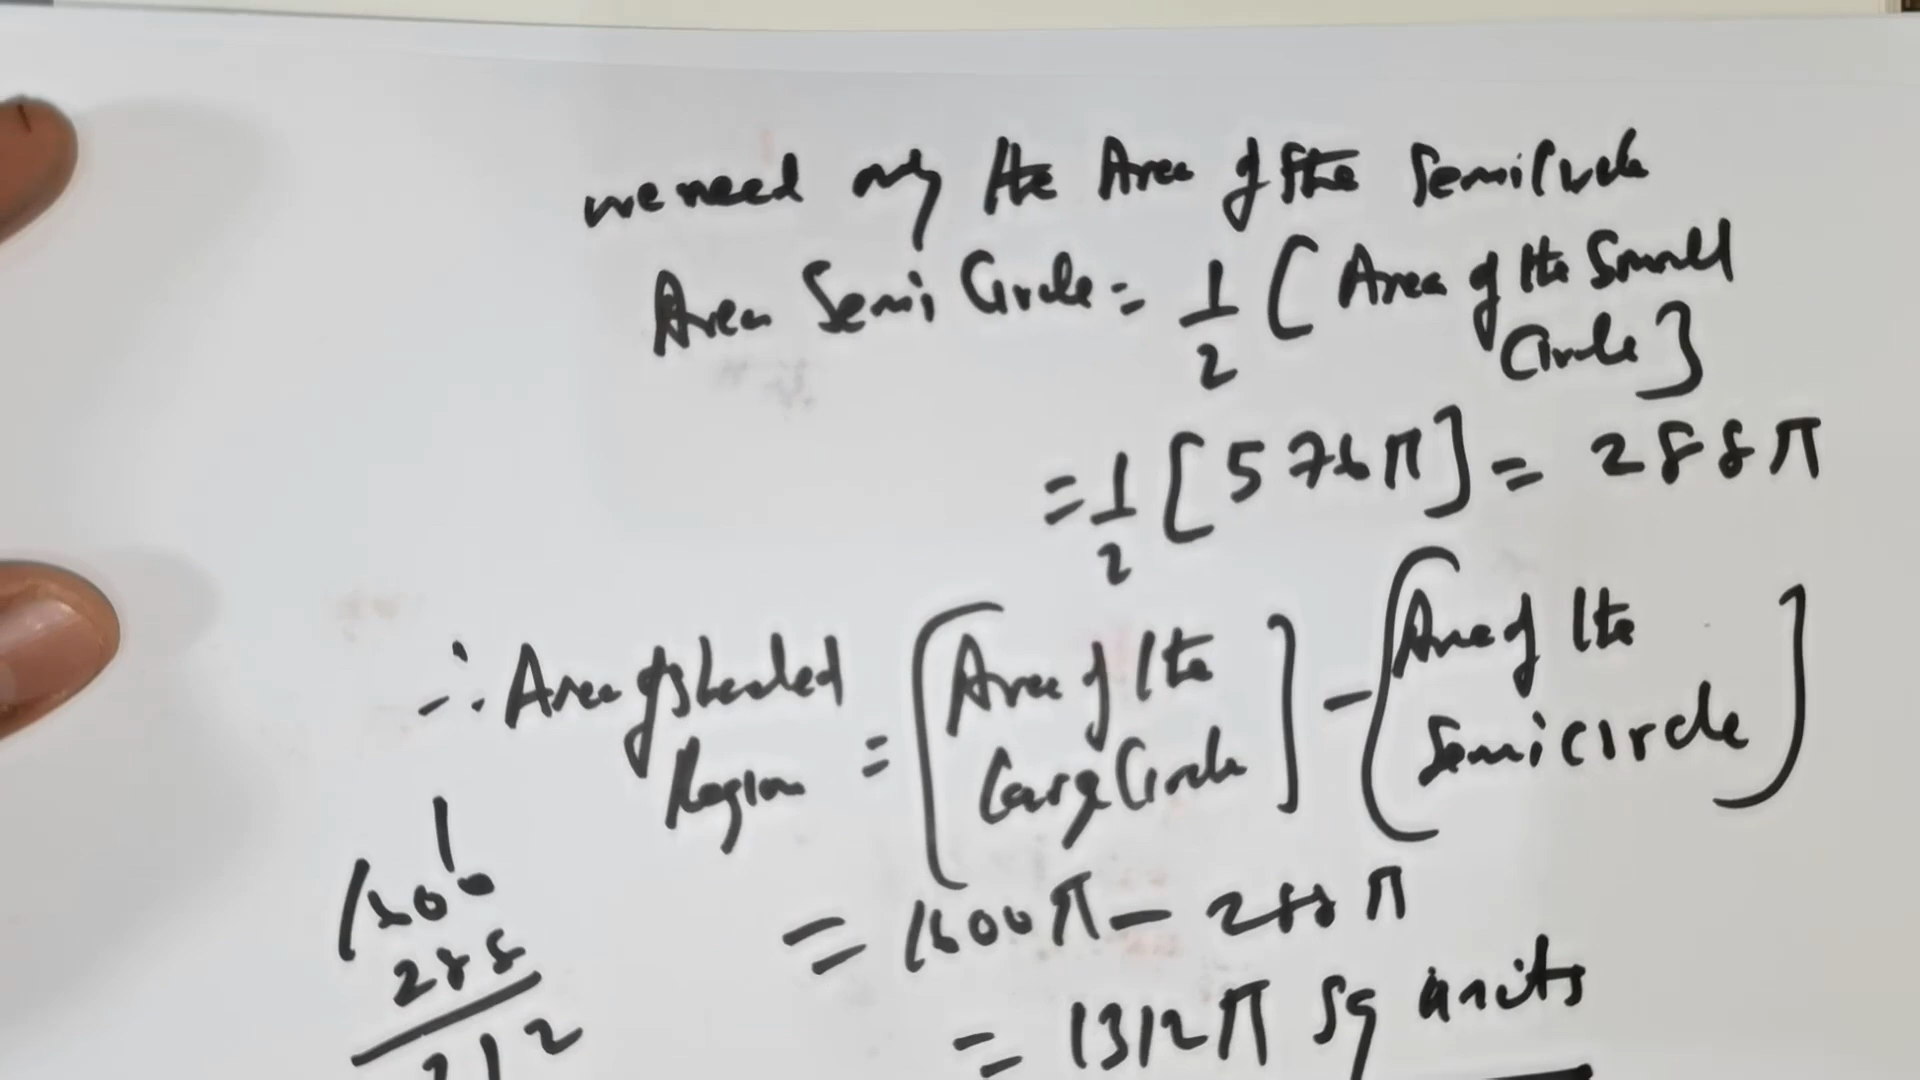 we need only the Area of the Semicircle
Area Semi Circle = 1/2 [Area of the Small Circle]
= 1/2 [576π] = 288π
∴ Area of shaded Region = [Area of the Large Circle] - [Area of the Semicircle]
= 1600π - 288π
= 1312π Sq units
1600
288
1312